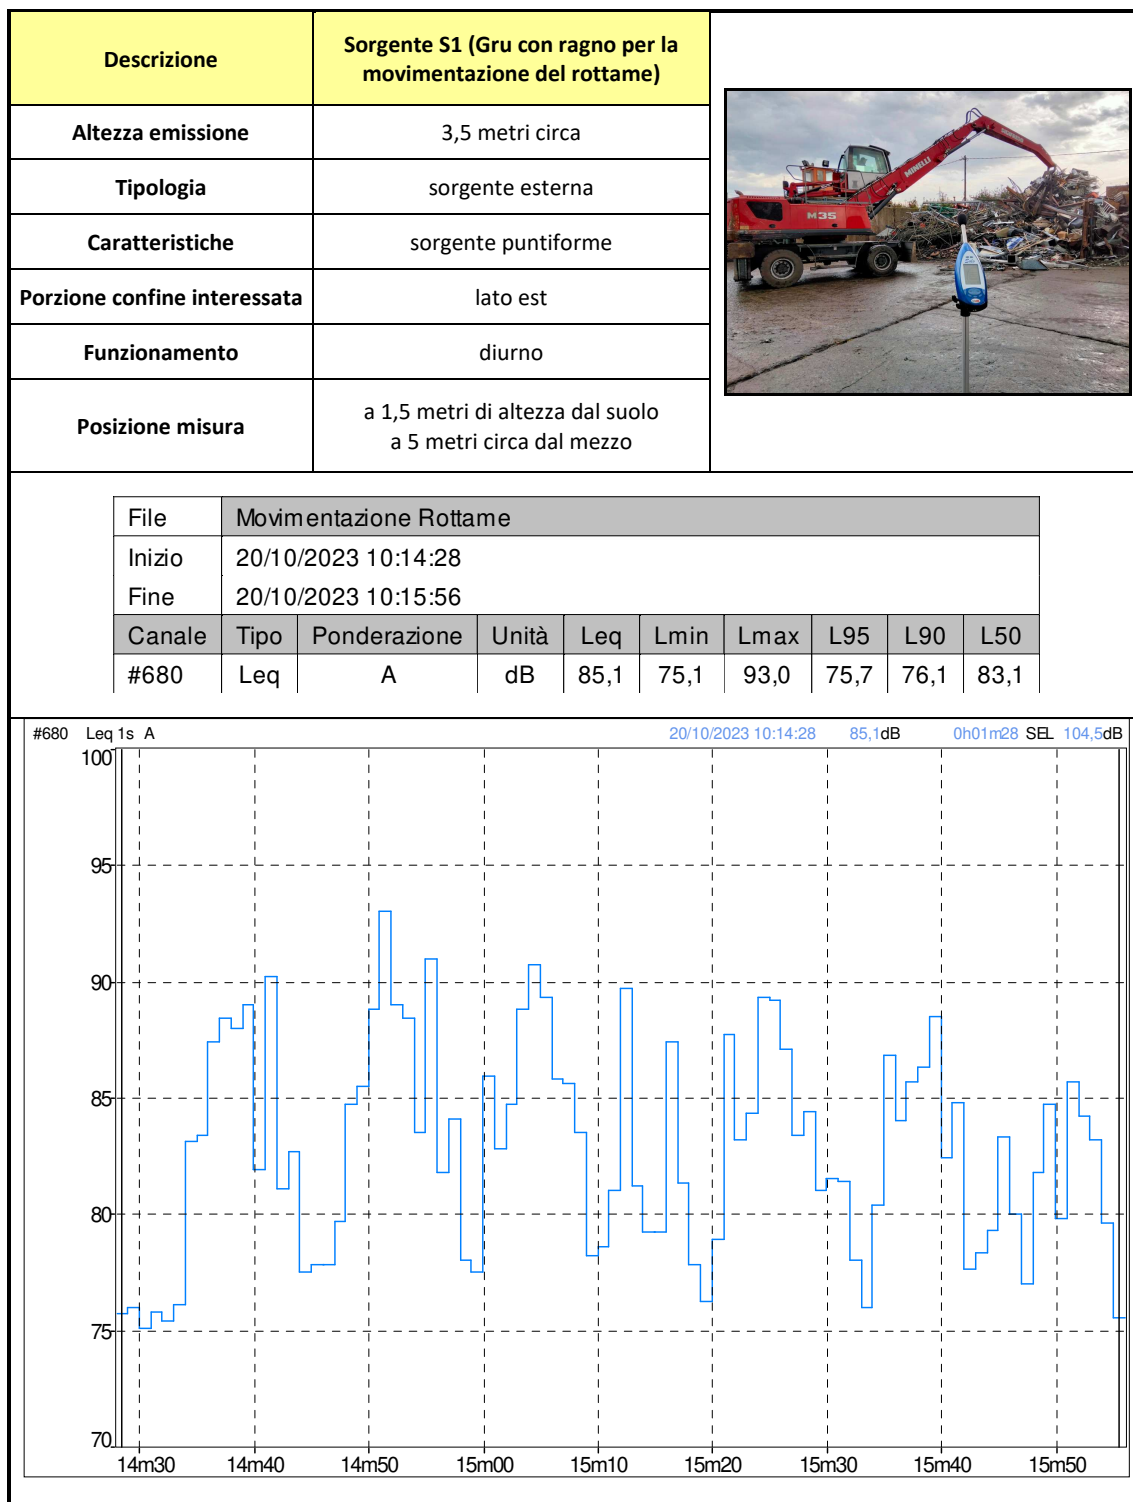 Descrizione
Sorgente S1 (Gru con ragno per la
movimentazione del rottame)
Altezza emissione
3,5 metri circa
Tipologia
sorgente esterna
Caratteristiche
sorgente puntiforme
Porzione confine interessata
lato est
Funzionamento
diurno
Posizione misura
a 1,5 metri di altezza dal suolo
a 5 metri circa dal mezzo
MINELLI
M35
File Movimentazione Rottame
Inizio 20/10/2023 10:14:28
Fine 20/10/2023 10:15:56
Canale Tipo Ponderazione Unità Leq Lmin Lmax L95 L90 L50
#680 Leq A dB 85,1 75,1 93,0 75,7 76,1 83,1
#680 Leq 1s A 20/10/2023 10:14:28 85,1dB 0h01m28 SEL 104,5dB
100
95
90
85
80
75
70
14m30 14m40 14m50 15m00 15m10 15m20 15m30 15m40 15m50